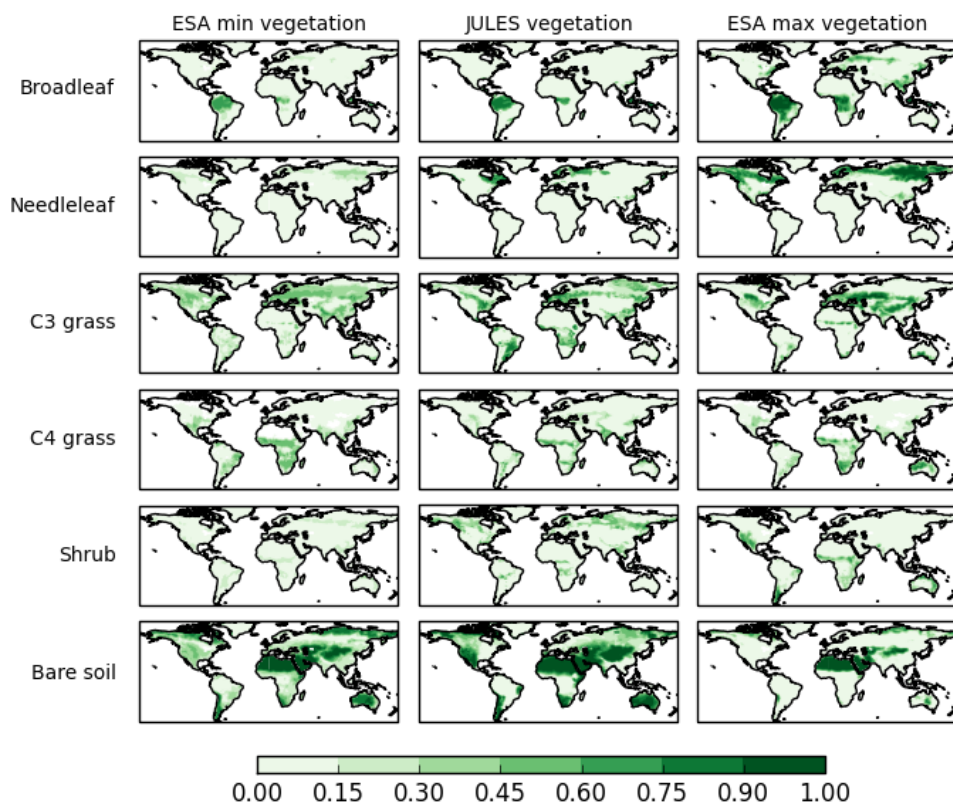 ESA min vegetation JULES vegetation ESA max vegetation
Broadleaf
Needleleaf
C3 grass
C4 grass
Shrub
Bare soil
0.00 0.15 0.30 0.45 0.60 0.75 0.90 1.00